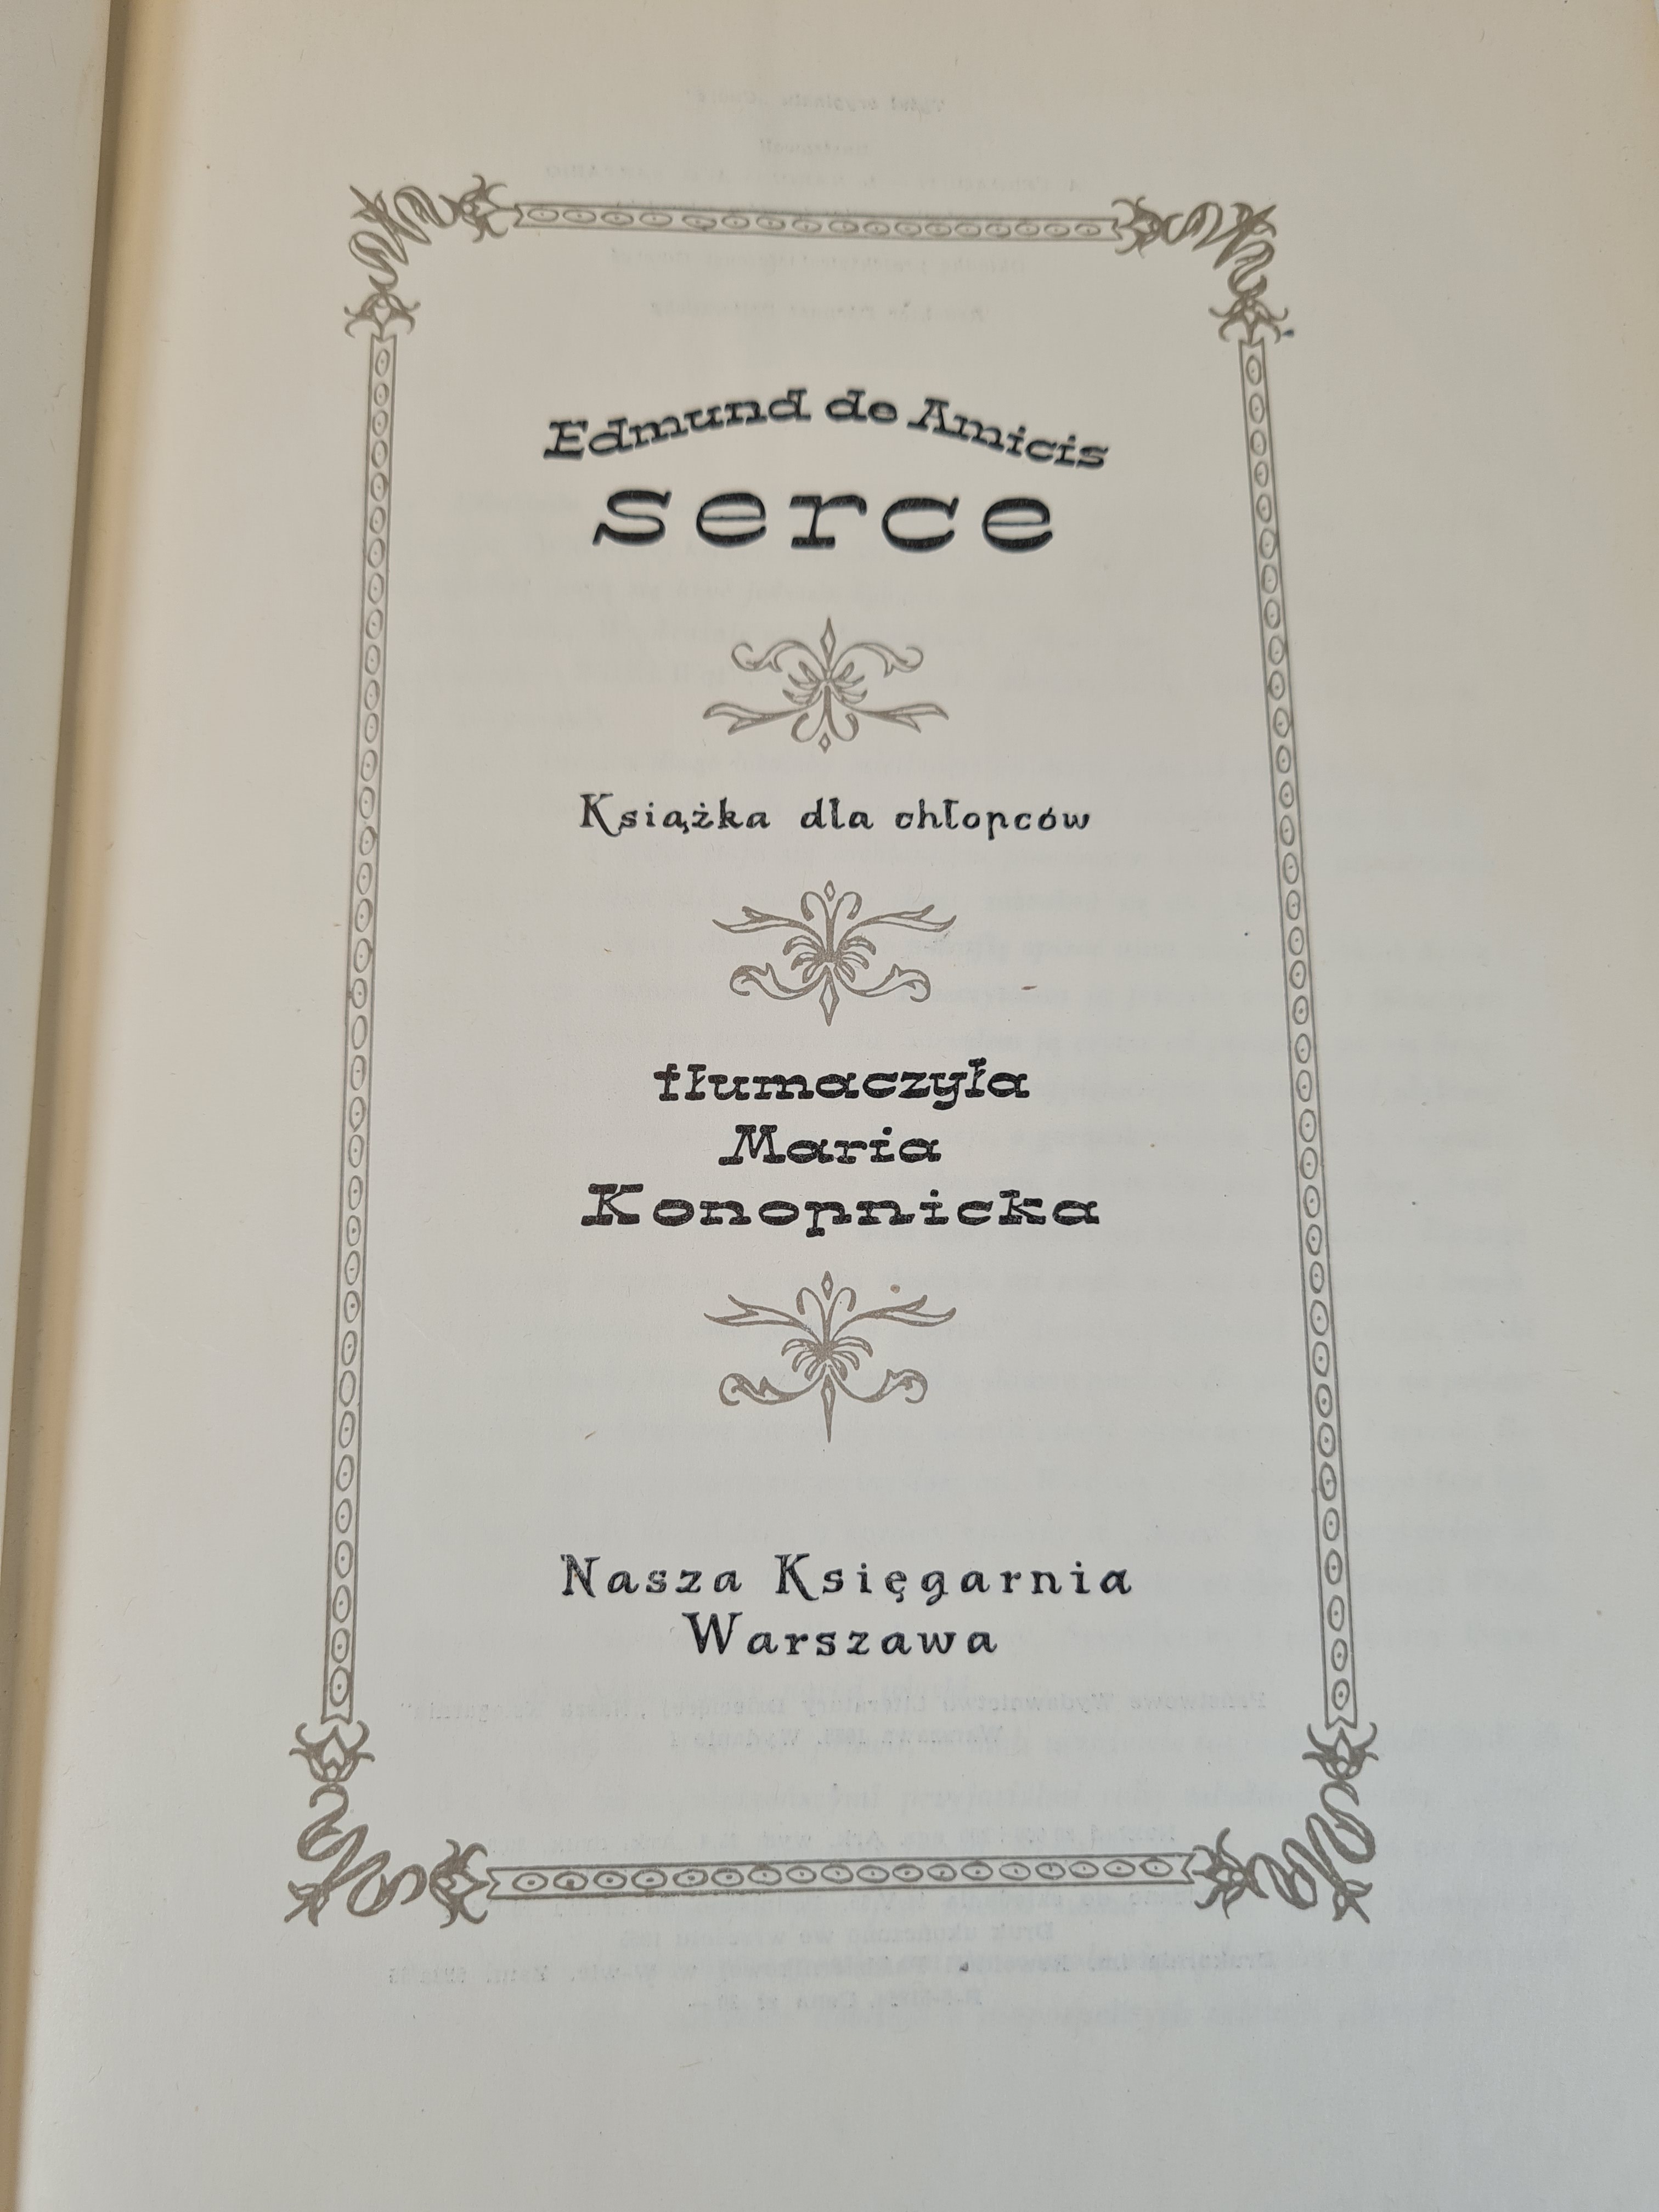 Edmund de Amicis
serce
Książka dla chłopców
tłumaczyła
Maria
Konopnicka
Nasza Księgarnia
Warszawa